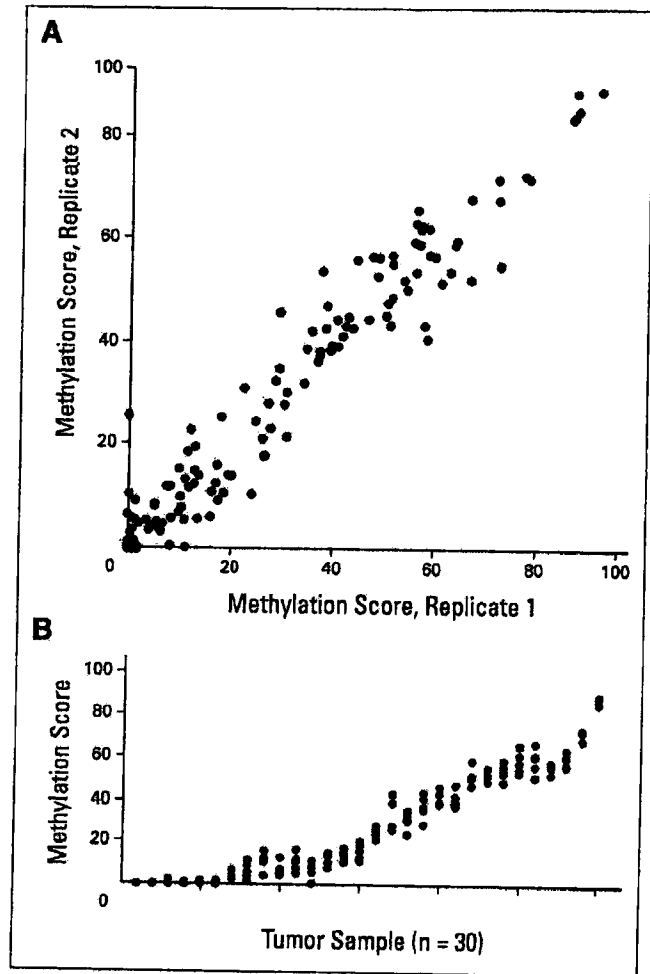 A
100
80
60
40
20
0
Methylation Score, Replicate 2
0 20 40 60 80 100
Methylation Score, Replicate 1
B
100
80
60
40
20
0
Methylation Score
Tumor Sample (n = 30)